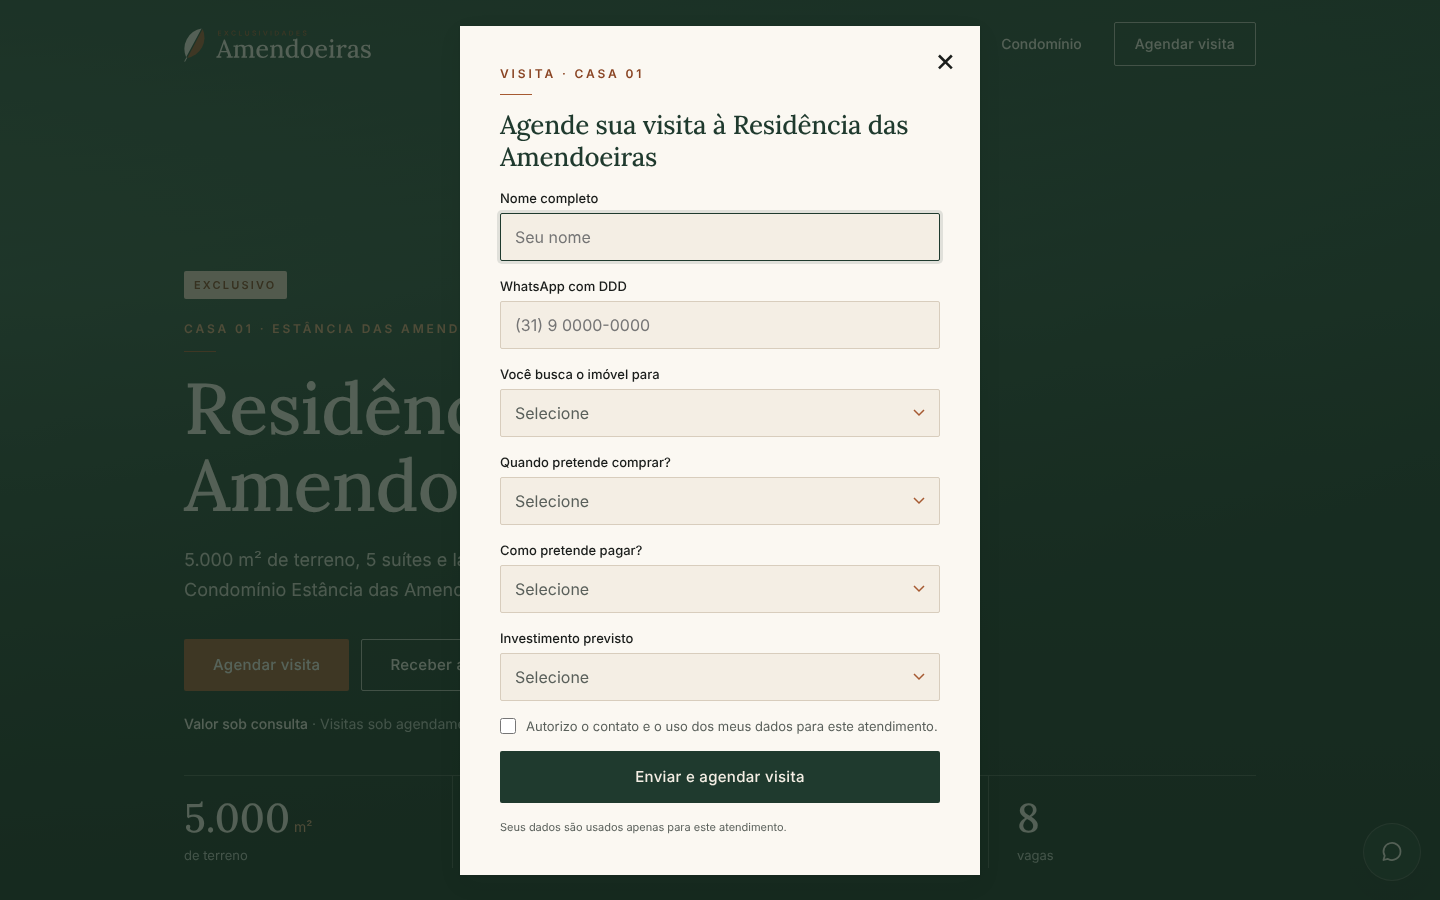 Amendoeiras
Condomínio
Agendar visita
VISITA · CASA 01
Agende sua visita à Residência das
Amendoeiras
Nome completo
Seu nome
WhatsApp com DDD
(31) 9 0000-0000
Você busca o imóvel para
Selecione
Quando pretende comprar?
Selecione
Como pretende pagar?
Selecione
Investimento previsto
Selecione
Autorizo o contato e o uso dos meus dados para este atendimento.
Enviar e agendar visita
Seus dados são usados apenas para este atendimento.
EXCLUSIVO
CASA 01 · ESTÂNCIA DAS AMEND
Residênc
Amendo
5.000 m² de terreno, 5 suítes e la
Condomínio Estância das Amend
Agendar visita
Receber a
Valor sob consulta · Visitas sob agendame
5.000 m²
de terreno
8
vagas